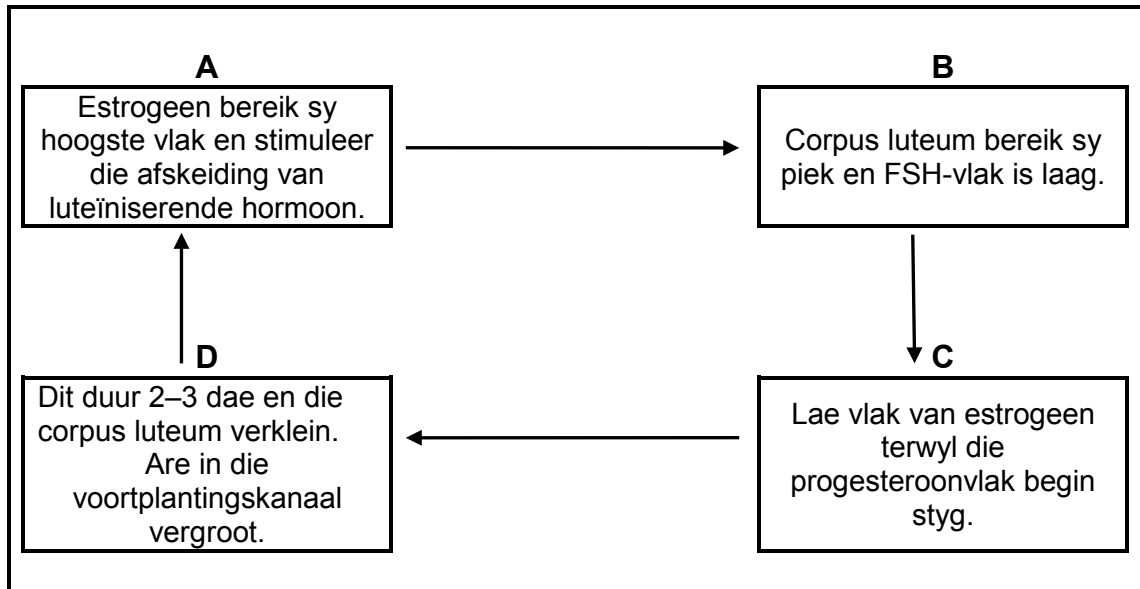 A
Estrogeen bereik sy
hoogste vlak en stimuleer
die afskeiding van
luteïniserende hormoon.
B
Corpus luteum bereik sy
piek en FSH-vlak is laag.
D
Dit duur 2–3 dae en die
corpus luteum verklein.
Are in die
voortplantingskanaal
vergroot.
C
Lae vlak van estrogeen
terwyl die
progesteroonvlak begin
styg.